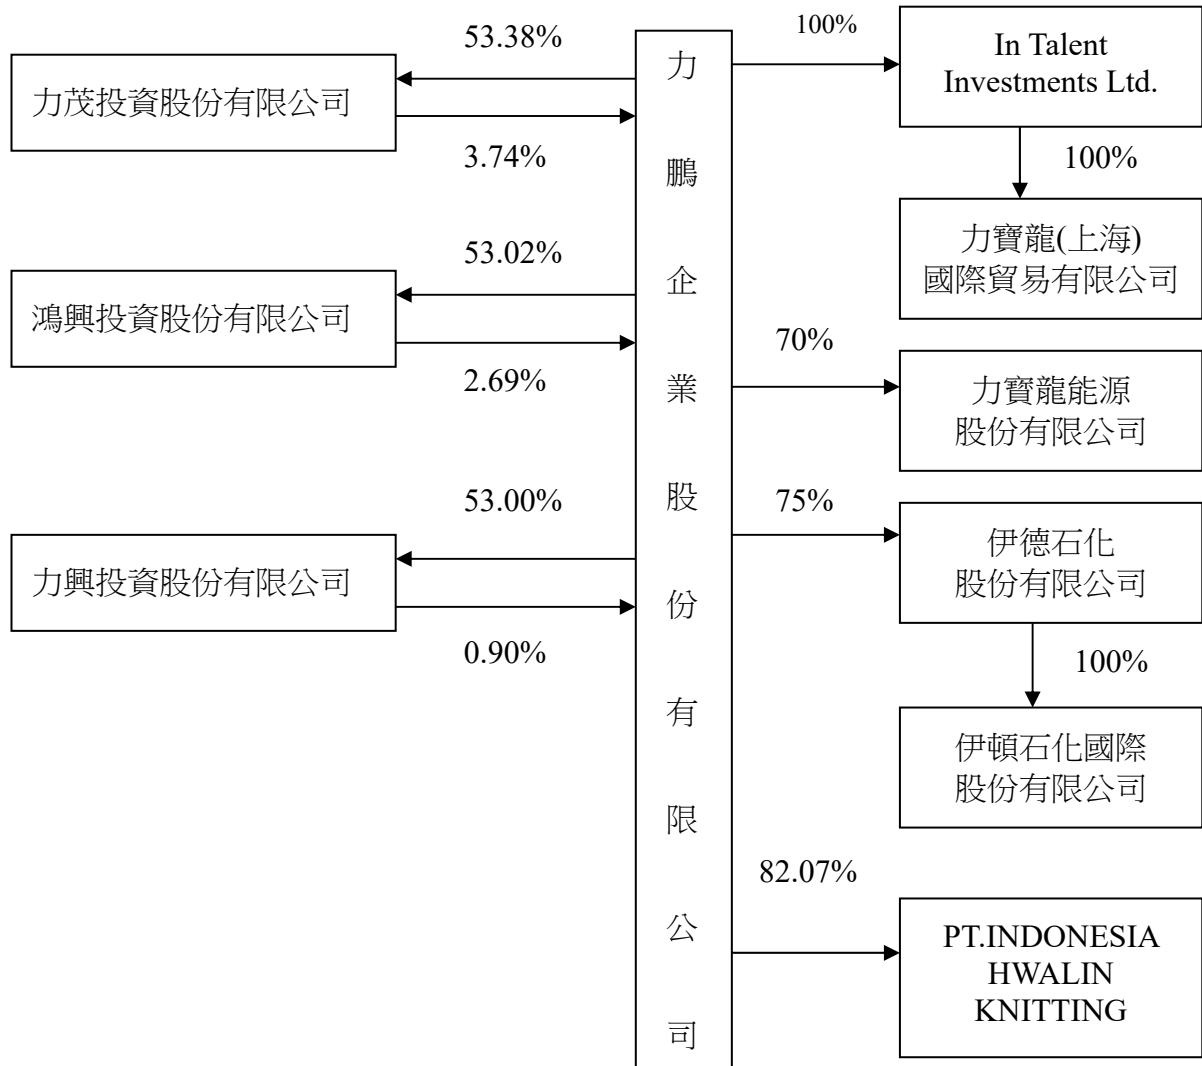 53.38%
力茂投資股份有限公司
3.74%
53.02%
鴻興投資股份有限公司
2.69%
53.00%
力興投資股份有限公司
0.90%
力
鵬
企
業
股
份
有
限
公
司
100%
In Talent
Investments Ltd.
100%
力寶龍(上海)
國際貿易有限公司
70%
力寶龍能源
股份有限公司
75%
伊德石化
股份有限公司
100%
伊頓石化國際
股份有限公司
82.07%
PT.INDONESIA
HWALIN
KNITTING